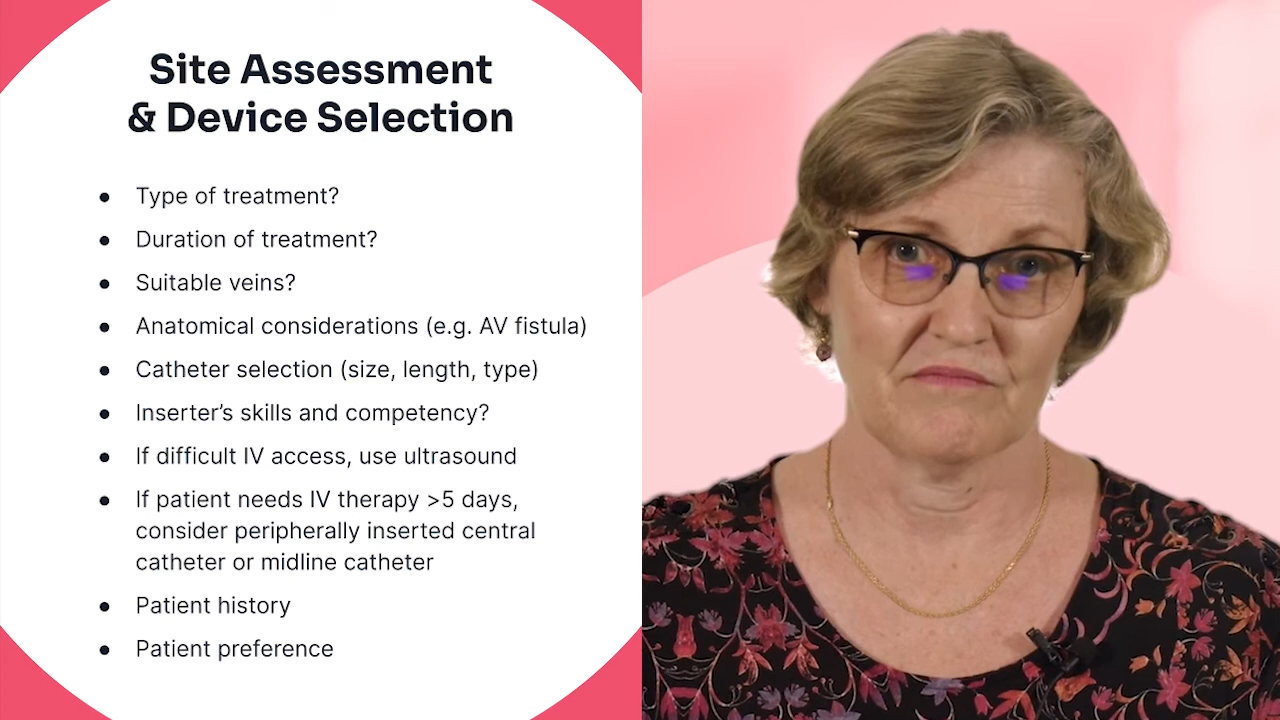 Site Assessment
& Device Selection
● Type of treatment?
● Duration of treatment?
● Suitable veins?
● Anatomical considerations (e.g. AV fistula)
● Catheter selection (size, length, type)
● Inserter’s skills and competency?
● If difficult IV access, use ultrasound
● If patient needs IV therapy >5 days,
consider peripherally inserted central
catheter or midline catheter
● Patient history
● Patient preference